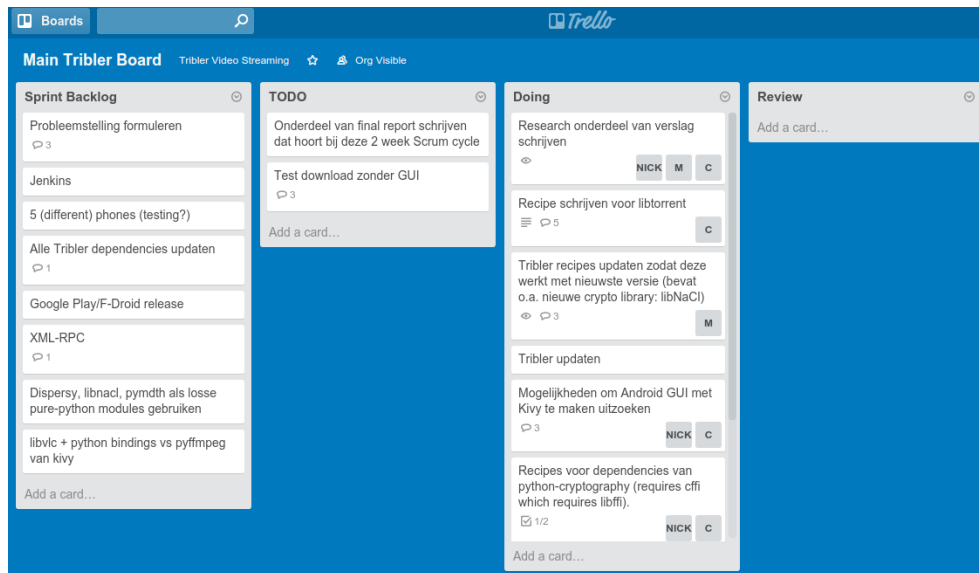 Boards
Trello
Main Tribler Board Tribler Video Streaming Org Visible
Sprint Backlog
Probleemstelling formuleren
3
Jenkins
5 (different) phones (testing?)
Alle Tribler dependencies updaten
1
Google Play/F-Droid release
XML-RPC
1
Dispersy, libnacl, pymdth als losse
pure-python modules gebruiken
libvlc + python bindings vs pyffmpeg
van kivy
Add a card…
TODO
Onderdeel van final report schrijven
dat hoort bij deze 2 week Scrum cycle
Test download zonder GUI
3
Add a card…
Doing
Research onderdeel van verslag
schrijven
NICK M C
Recipe schrijven voor libtorrent
5
C
Tribler recipes updaten zodat deze
werkt met nieuwste versie (bevat
o.a. nieuwe crypto library: libNaCl)
3
M
Tribler updaten
Mogelijkheden om Android GUI met
Kivy te maken uitzoeken
3
NICK C
Recipes voor dependencies van
python-cryptography (requires cffi
which requires libffi).
1/2
NICK C
Add a card…
Review
Add a card…